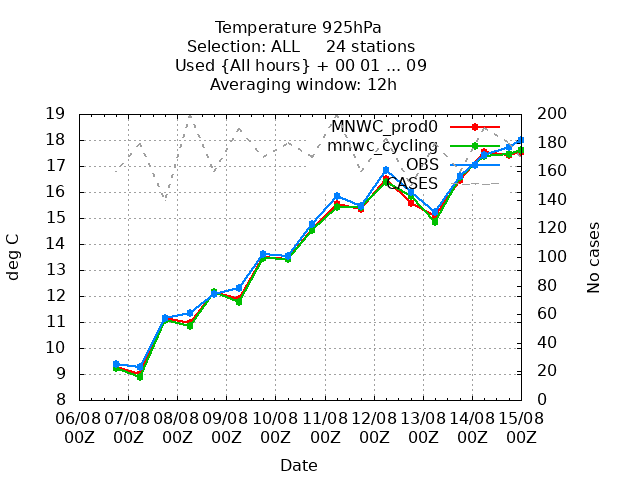 Temperature 925hPa
Selection: ALL     24 stations
Used {All hours} + 00 01 ... 09
Averaging window: 12h
19
18
17
16
15
14
13
12
11
10
9
8
deg C
200
180
160
140
120
100
80
60
40
20
0
No cases
MNWC_prod0
mnwc_cycling
OBS
CASES
06/08 07/08 08/08 09/08 10/08 11/08 12/08 13/08 14/08 15/08
00Z 00Z 00Z 00Z 00Z 00Z 00Z 00Z 00Z 00Z
Date